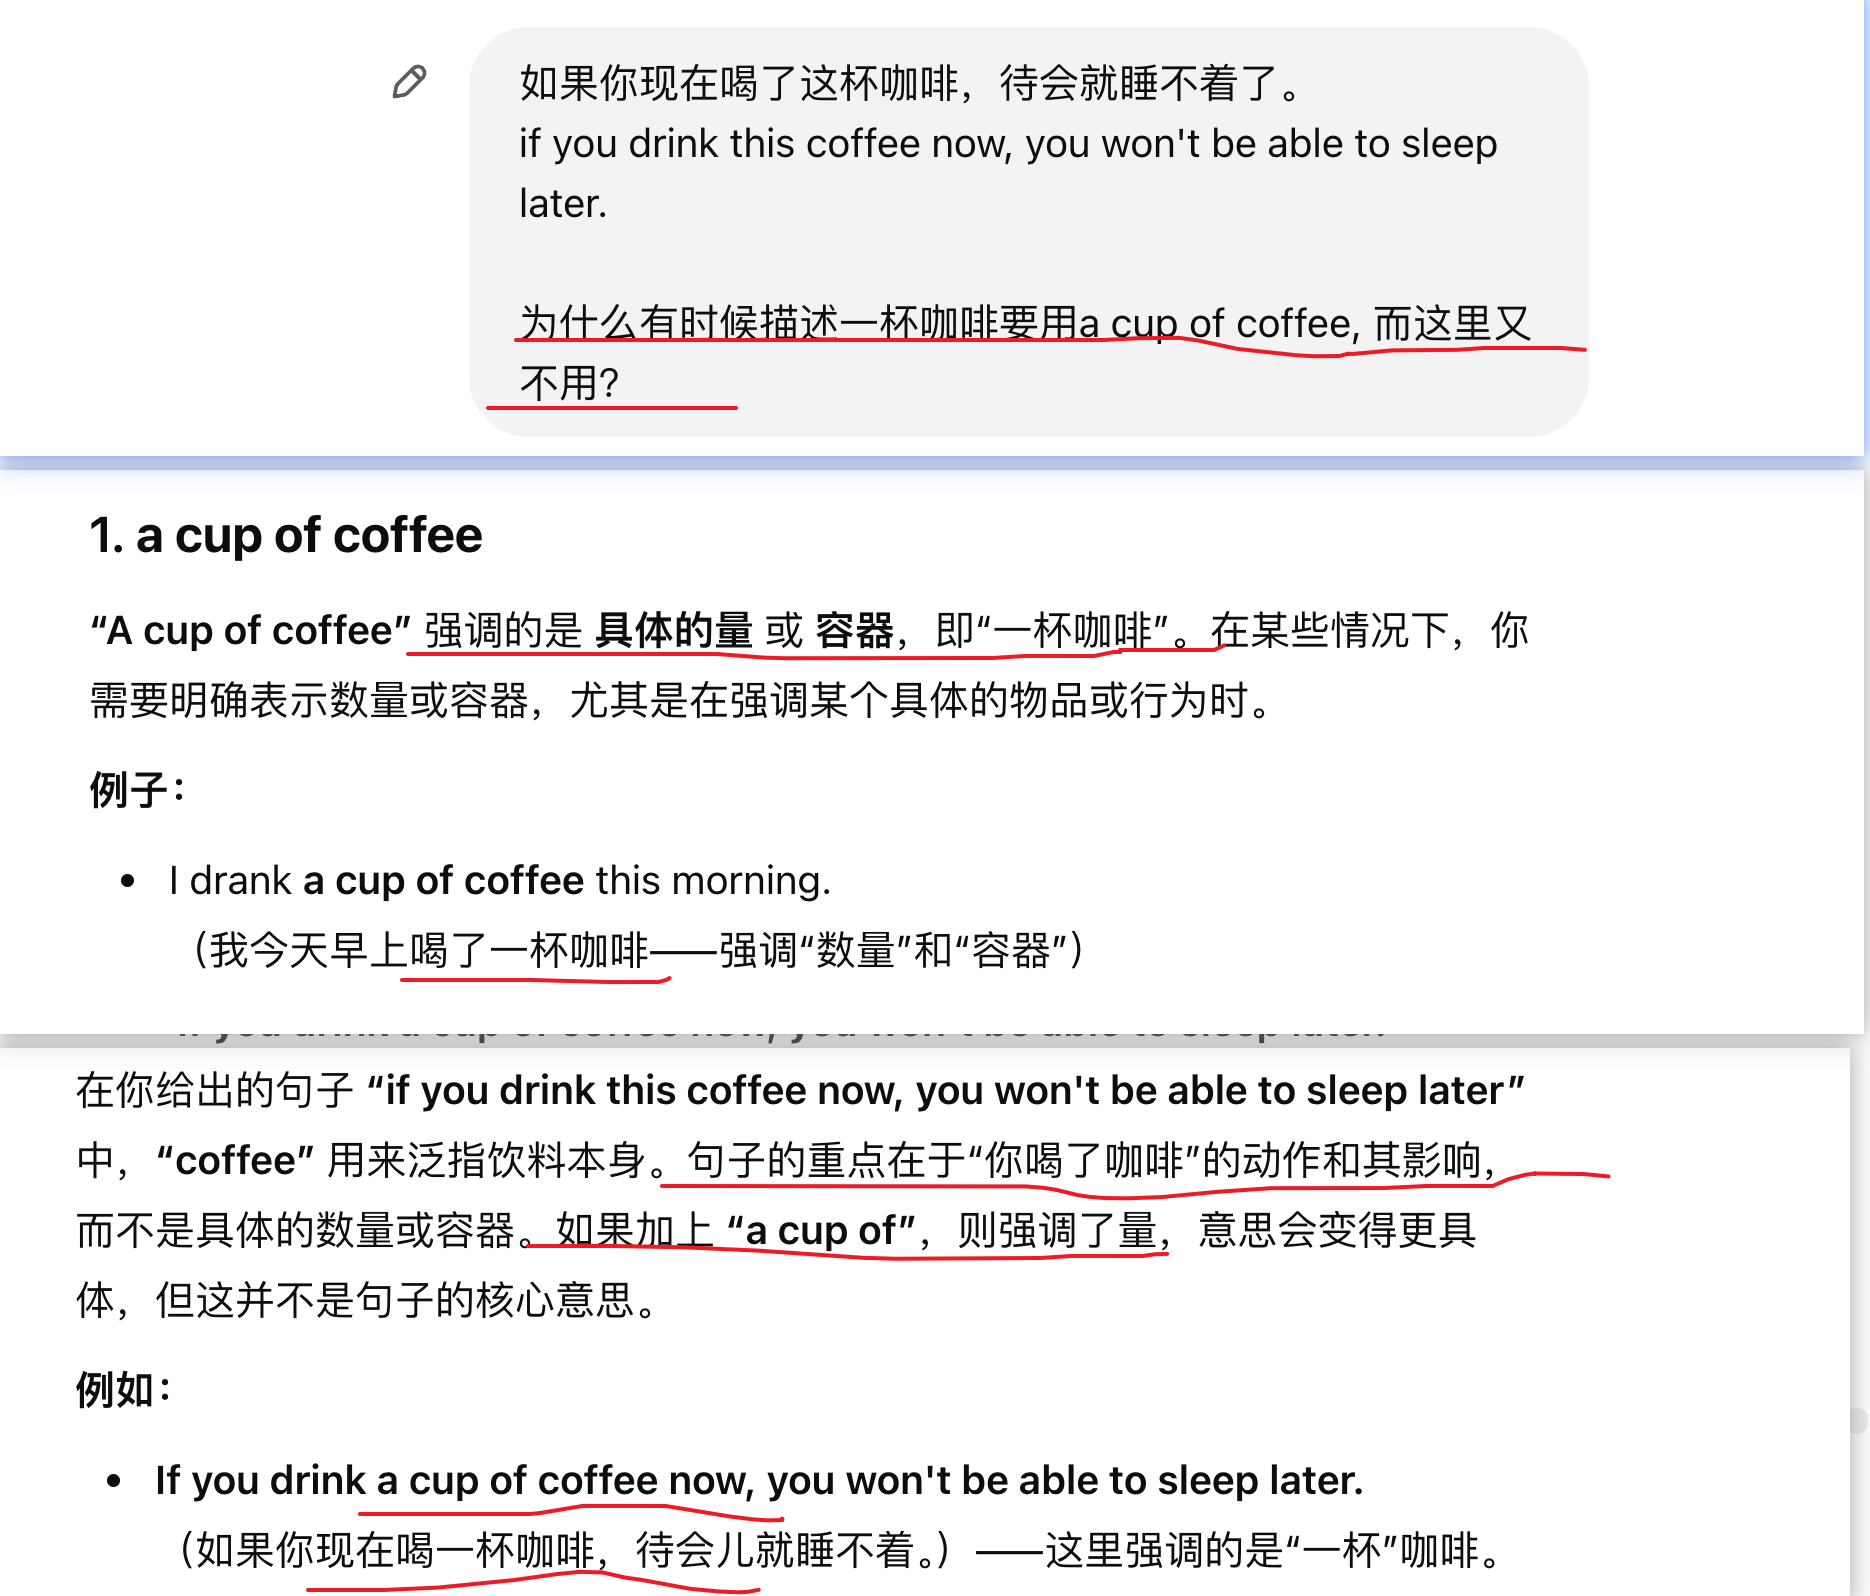 如果你现在喝了这杯咖啡，待会就睡不着了。
if you drink this coffee now, you won't be able to sleep
later.
为什么有时候描述一杯咖啡要用a cup of coffee, 而这里又
不用?
1. a cup of coffee
“A cup of coffee” 强调的是 具体的量 或 容器，即“一杯咖啡”。在某些情况下，你
需要明确表示数量或容器，尤其是在强调某个具体的物品或行为时。
例子：
• I drank a cup of coffee this morning.
（我今天早上喝了一杯咖啡——强调“数量”和“容器”）
If you drink a cup of coffee now, you won't be able to sleep later.
在你给出的句子 “if you drink this coffee now, you won't be able to sleep later”
中，“coffee” 用来泛指饮料本身。句子的重点在于“你喝了咖啡”的动作和其影响，
而不是具体的数量或容器。如果加上 “a cup of”，则强调了量，意思会变得更具
体，但这并不是句子的核心意思。
例如：
• If you drink a cup of coffee now, you won't be able to sleep later.
（如果你现在喝一杯咖啡，待会儿就睡不着。）——这里强调的是“一杯”咖啡。